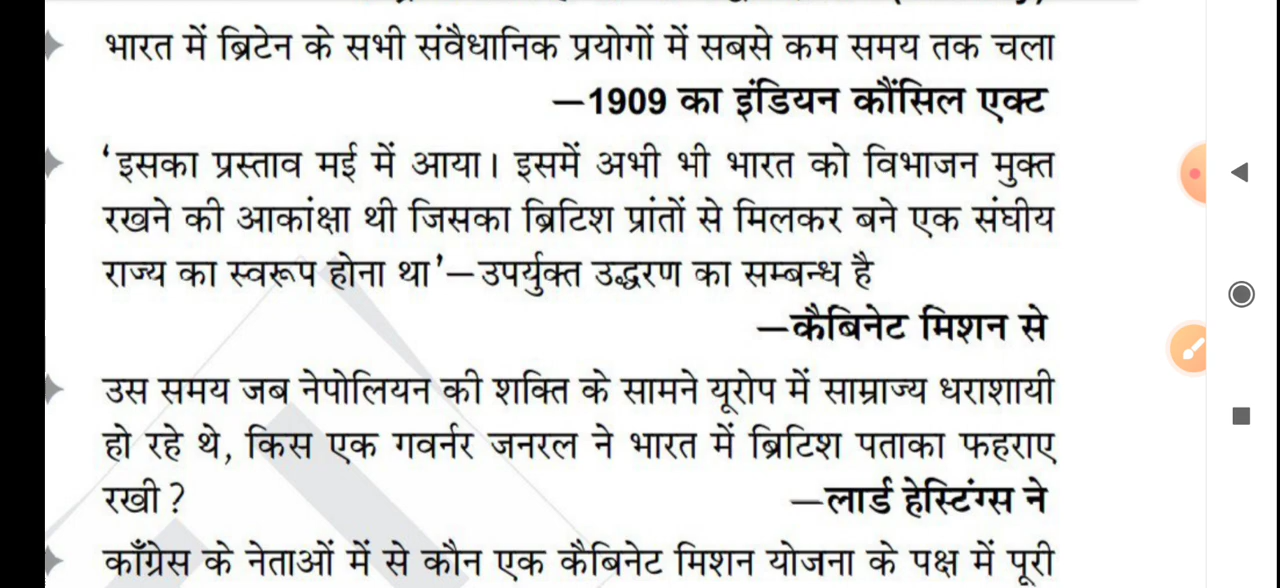 भारत में ब्रिटेन के सभी संवैधानिक प्रयोगों में सबसे कम समय तक चला
—1909 का इंडियन कौंसिल एक्ट
‘इसका प्रस्ताव मई में आया। इसमें अभी भी भारत को विभाजन मुक्त
रखने की आकांक्षा थी जिसका ब्रिटिश प्रांतों से मिलकर बने एक संघीय
राज्य का स्वरूप होना था’—उपर्युक्त उद्धरण का सम्बन्ध है
—कैबिनेट मिशन से
उस समय जब नेपोलियन की शक्ति के सामने यूरोप में साम्राज्य धराशायी
हो रहे थे, किस एक गवर्नर जनरल ने भारत में ब्रिटिश पताका फहराए
रखी? —लार्ड हेस्टिंग्स ने
काँग्रेस के नेताओं में से कौन एक कैबिनेट मिशन योजना के पक्ष में पूरी